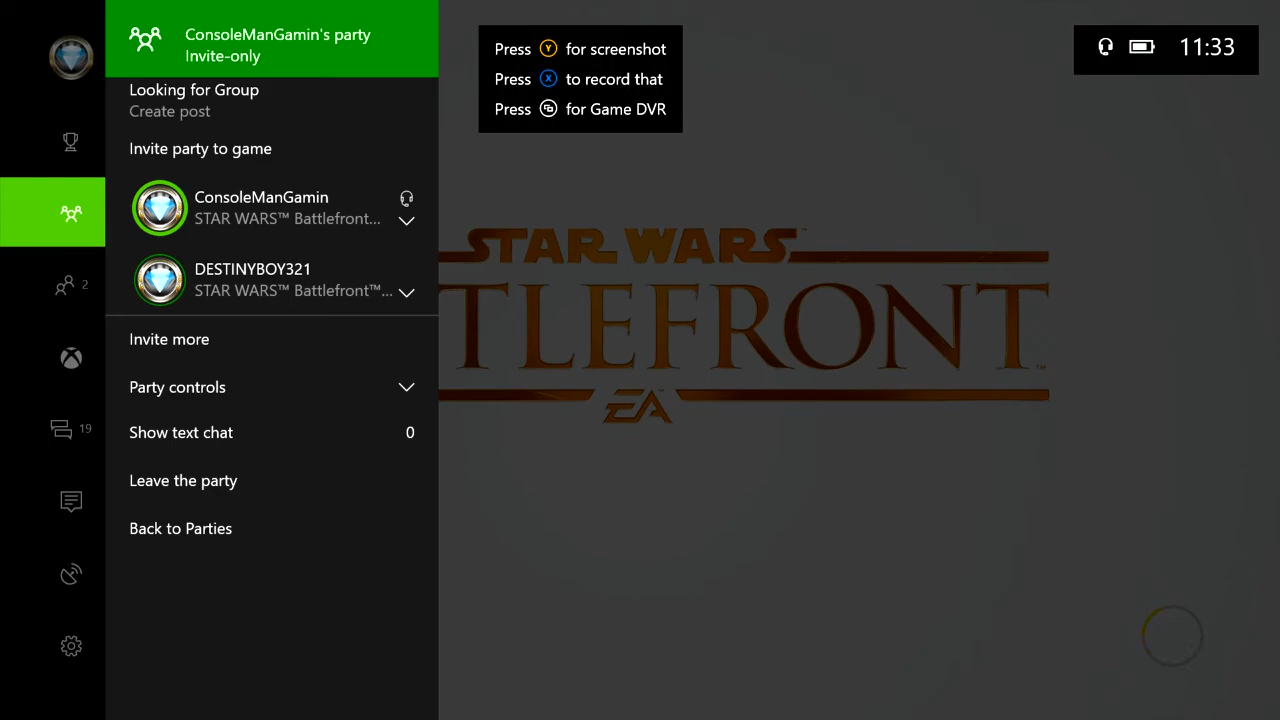 ConsoleManGamin's party
Invite-only
Looking for Group
Create post
Invite party to game
ConsoleManGamin
STAR WARS™ Battlefront...
DESTINYBOY321
STAR WARS™ Battlefront™...
Invite more
Party controls
Show text chat 0
Leave the party
Back to Parties
2
19
Press Y for screenshot
Press X to record that
Press for Game DVR
11:33
STAR WARS™
TLEFRONT™
EA